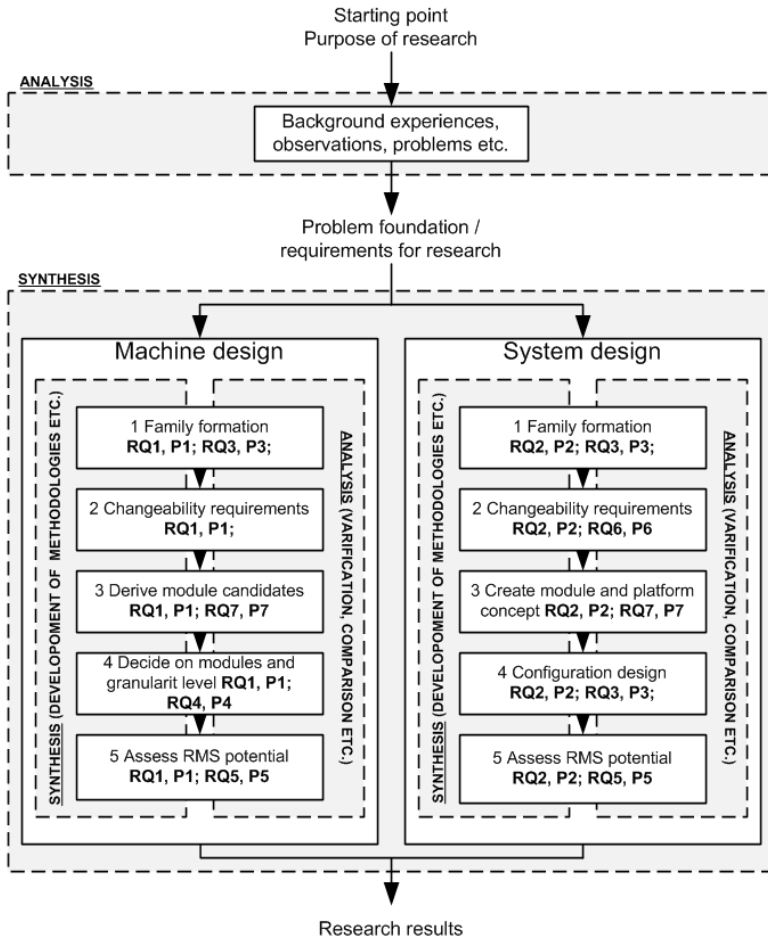 Starting point
Purpose of research
ANALYSIS
Background experiences,
observations, problems etc.
Problem foundation /
requirements for research
SYNTHESIS
Machine design
SYNTHESIS (DEVELOPOMENT OF METHODOLOGIES ETC.)
1 Family formation
RQ1, P1; RQ3, P3;
2 Changeability requirements
RQ1, P1;
3 Derive module candidates
RQ1, P1; RQ7, P7
4 Decide on modules and
granularit level RQ1, P1;
RQ4, P4
5 Assess RMS potential
RQ1, P1; RQ5, P5
ANALYSIS (VARIFICATION, COMPARISON ETC.)
System design
SYNTHESIS (DEVELOPOMENT OF METHODOLOGIES ETC.)
1 Family formation
RQ2, P2; RQ3, P3;
2 Changeability requirements
RQ2, P2; RQ6, P6
3 Create module and platform
concept RQ2, P2; RQ7, P7
4 Configuration design
RQ2, P2; RQ3, P3;
5 Assess RMS potential
RQ2, P2; RQ5, P5
ANALYSIS (VARIFICATION, COMPARISON ETC.)
Research results